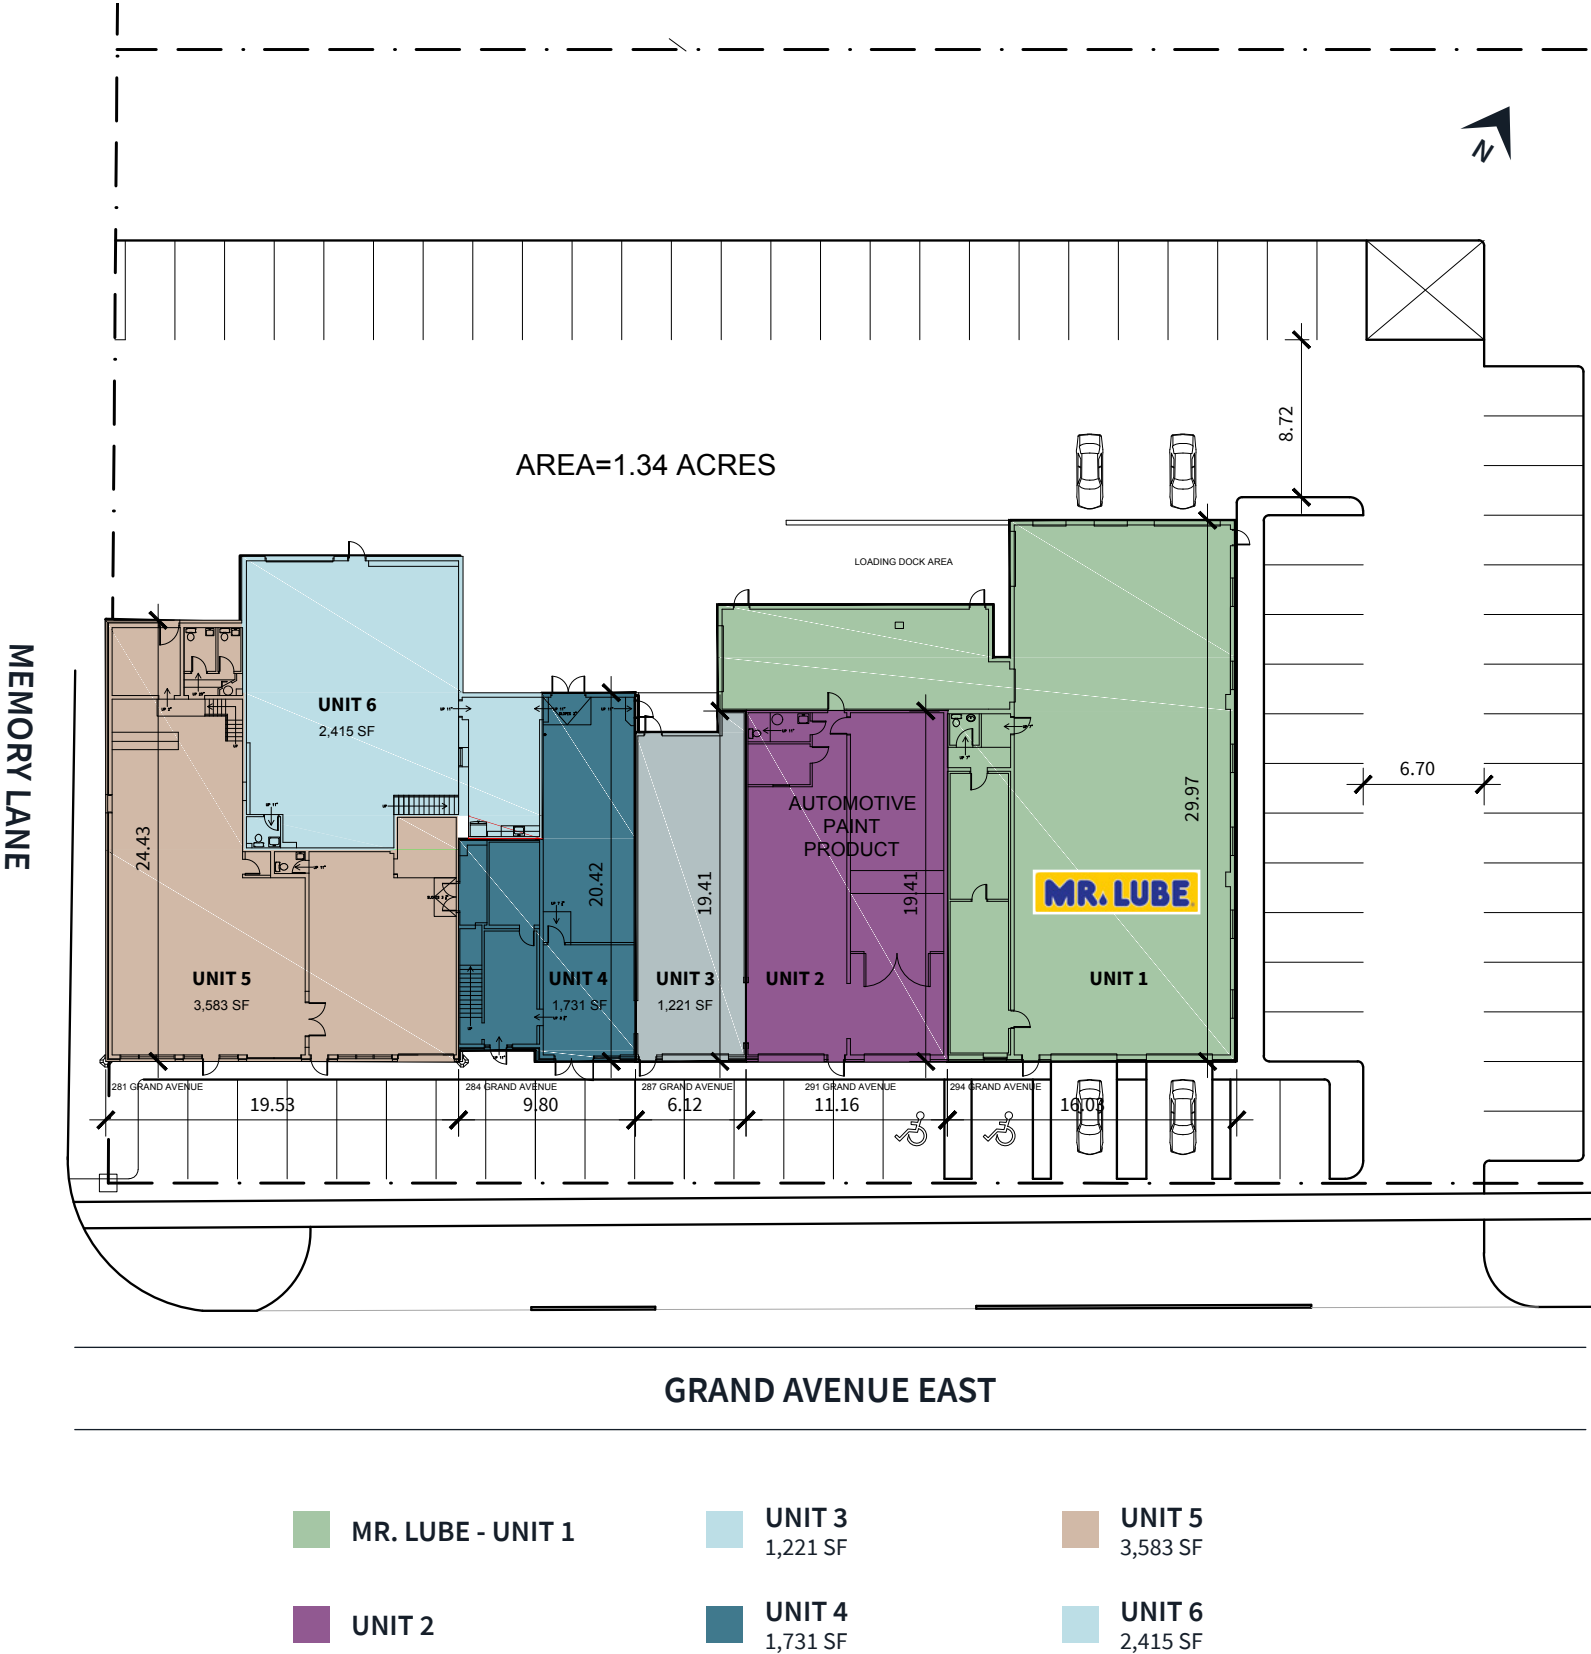 N
8.72
AREA=1.34 ACRES
LOADING DOCK AREA
MEMORY LANE
UNIT 6
2,415 SF
6.70
29.97
AUTOMOTIVE
PAINT
PRODUCT
24.43
20.42
19.41
19.41
MR. LUBE
UNIT 5
3,583 SF
UNIT 4
1,731 SF
UNIT 3
1,221 SF
UNIT 2
UNIT 1
281 GRAND AVENUE
284 GRAND AVENUE
287 GRAND AVENUE
291 GRAND AVENUE
294 GRAND AVENUE
19.53
9.80
6.12
11.16
16.03
GRAND AVENUE EAST
MR. LUBE - UNIT 1
UNIT 3
1,221 SF
UNIT 5
3,583 SF
UNIT 2
UNIT 4
1,731 SF
UNIT 6
2,415 SF